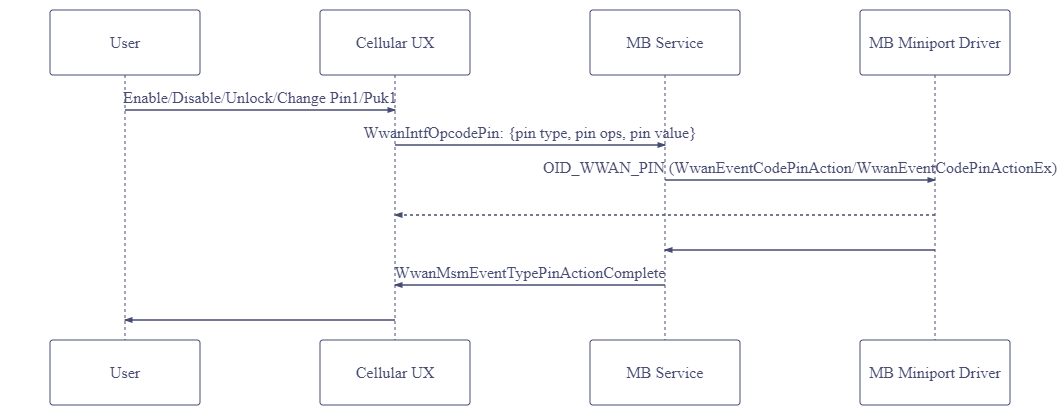 User
Cellular UX
MB Service
MB Miniport Driver
Enable/Disable/Unlock/Change Pin1/Puk1
WwanIntfOpcodePin: {pin type, pin ops, pin value}
OID_WWAN_PIN (WwanEventCodePinAction/WwanEventCodePinActionEx)
WwanMsmEventTypePinActionComplete
User
Cellular UX
MB Service
MB Miniport Driver